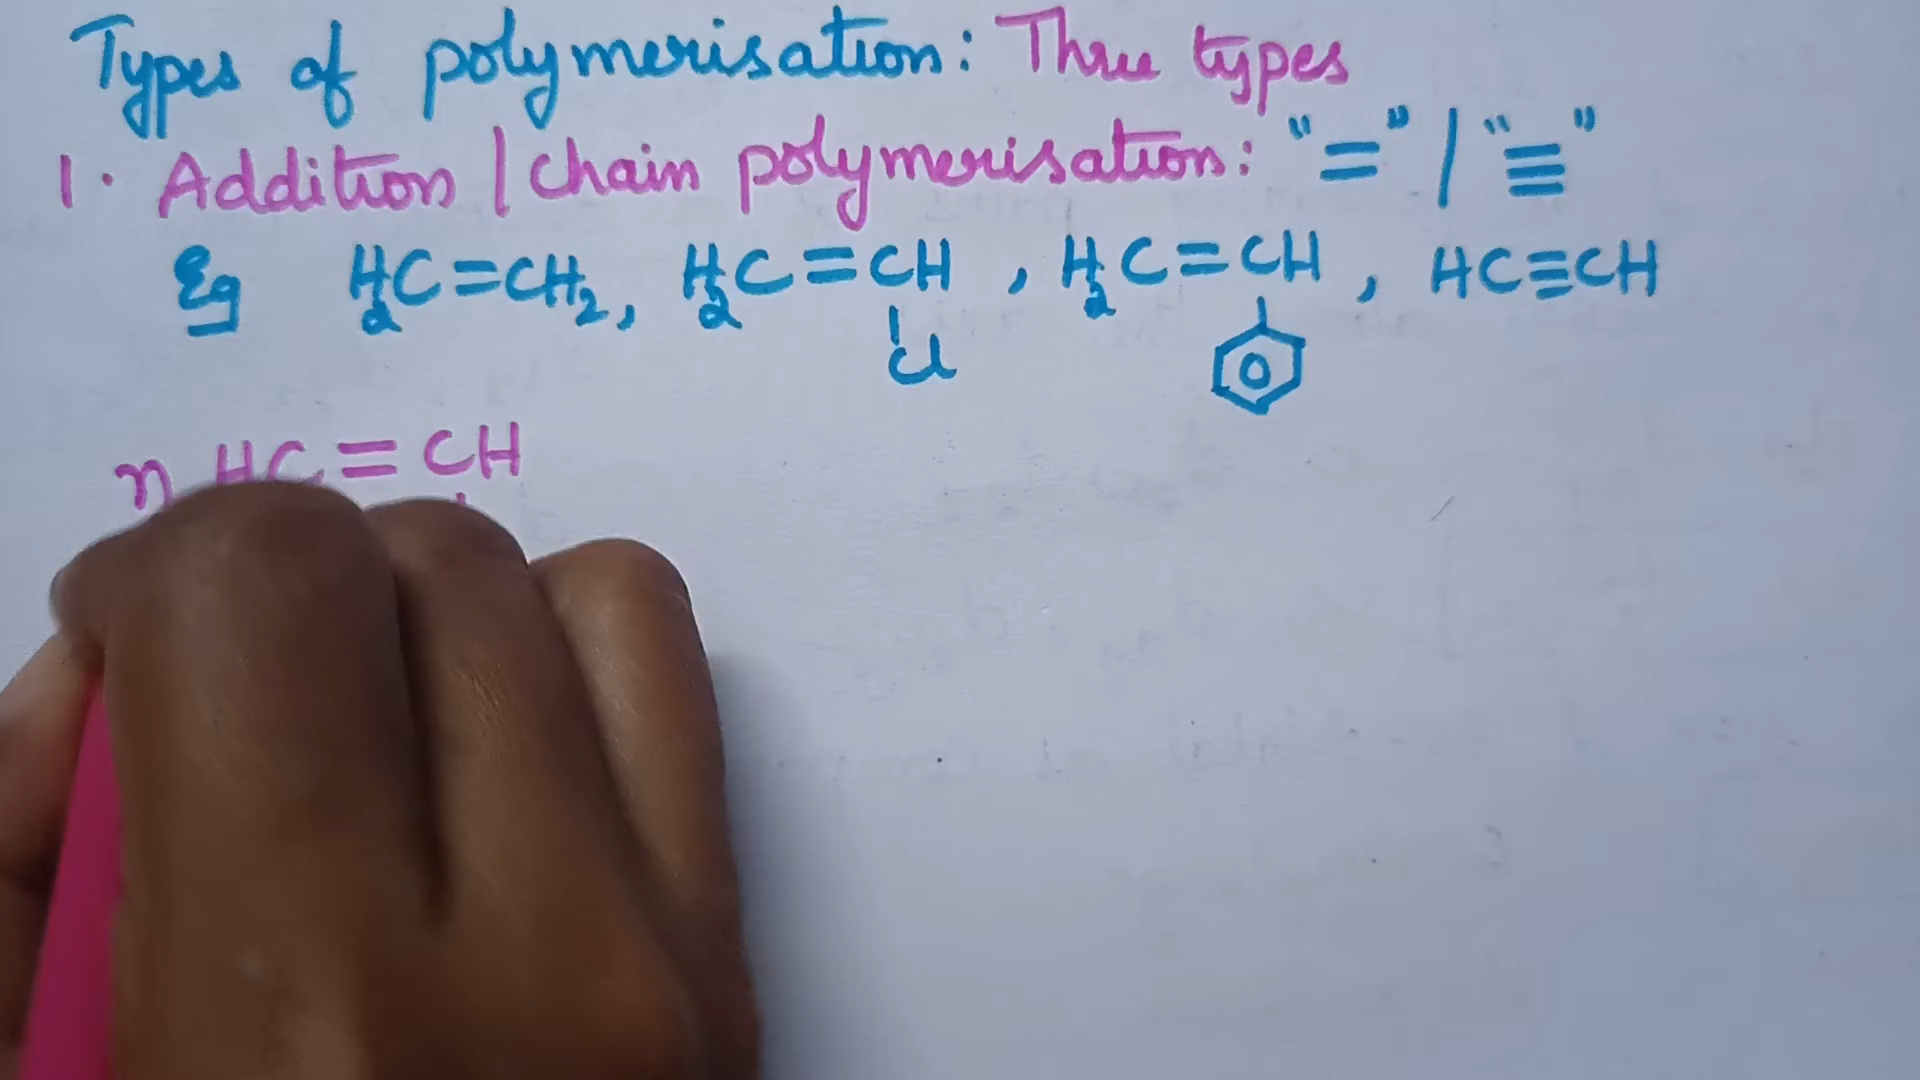 Types of polymerisation: Three types
1. Addition / chain polymerisation: "=" / "≡"
Eg H₂C=CH₂, H₂C=CH, H₂C=CH, HC≡CH
Cl
n HC=CH